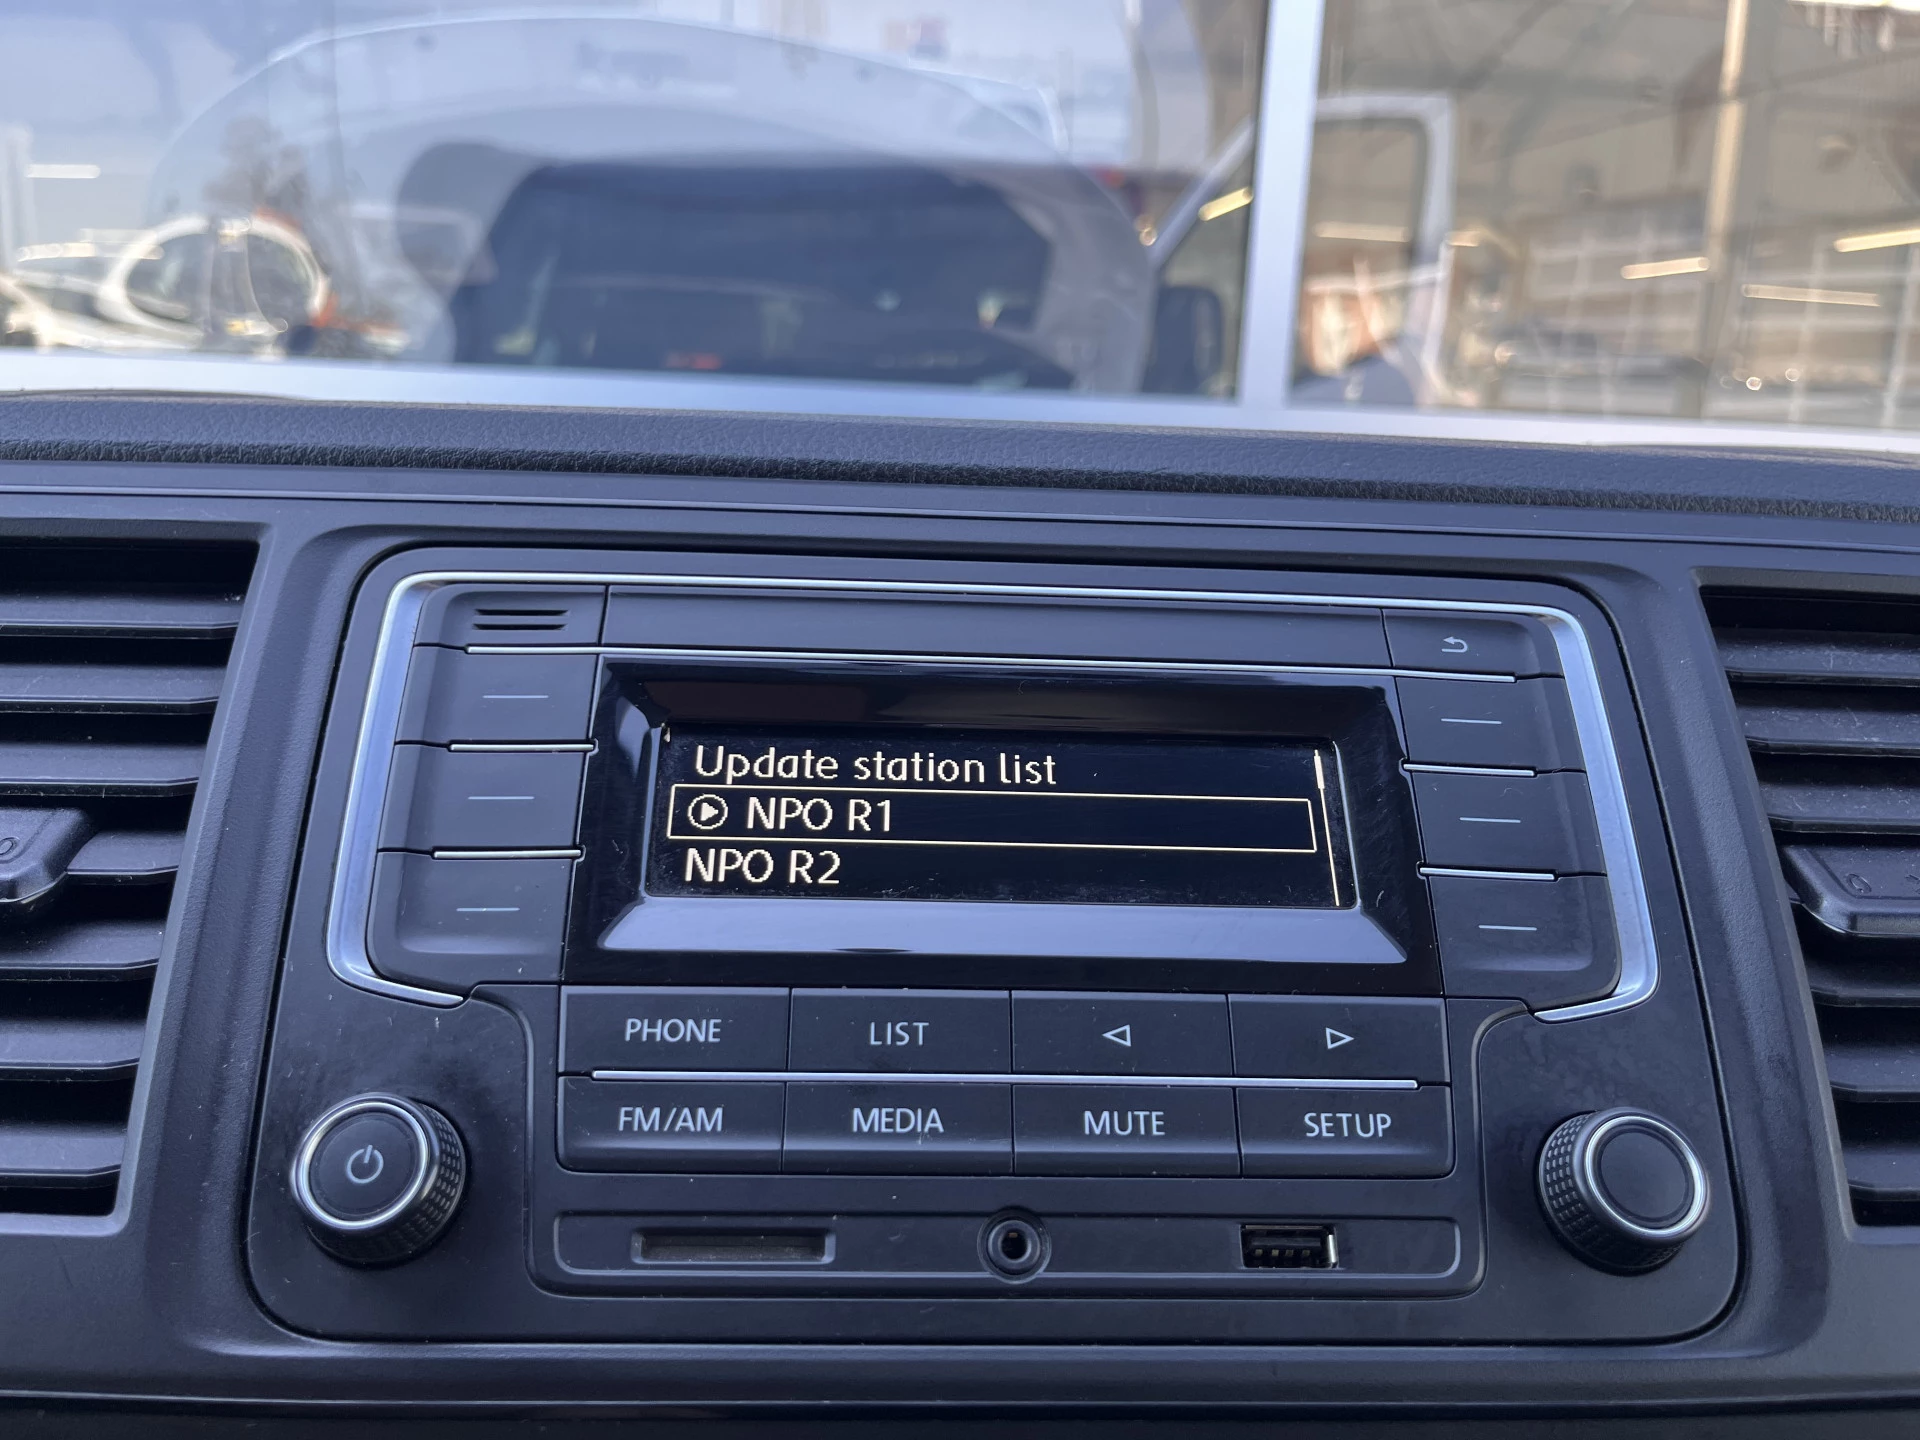 Update station list
NPO R1
NPO R2
PHONE
LIST
FM/AM
MEDIA
MUTE
SETUP